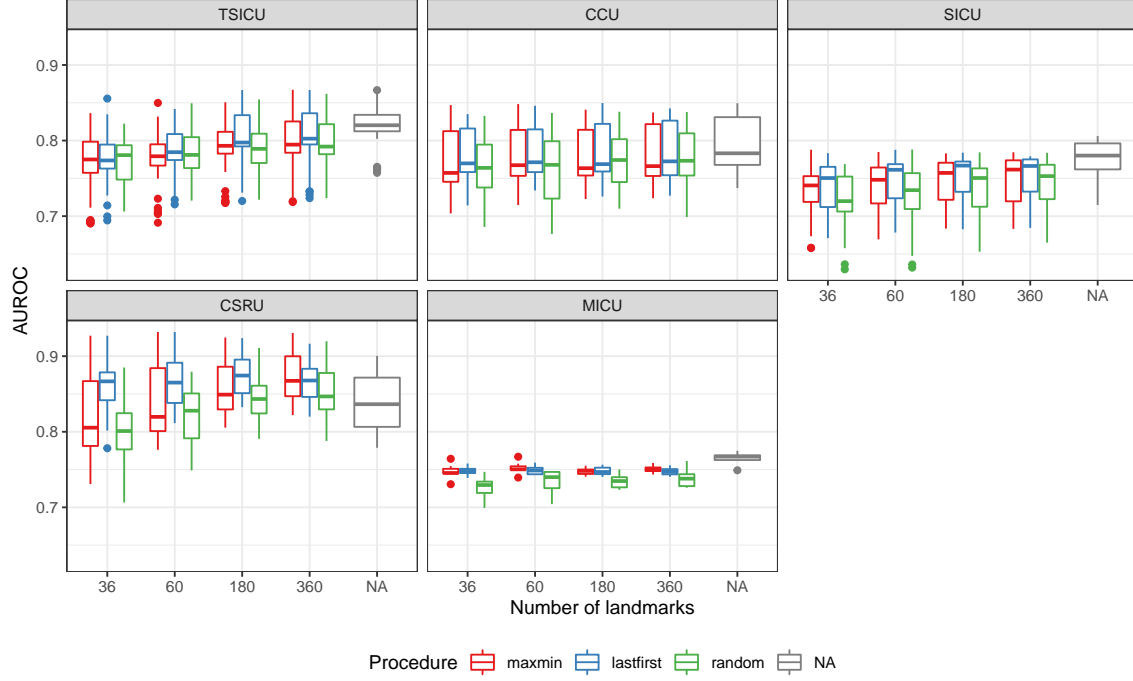 TSICU CCU SICU
0.9
0.8
0.7
36 60 180 360 NA
AUROC
CSRU MICU
0.9
0.8
0.7
36 60 180 360 NA 36 60 180 360 NA
Number of landmarks
Procedure maxmin lastfirst random NA